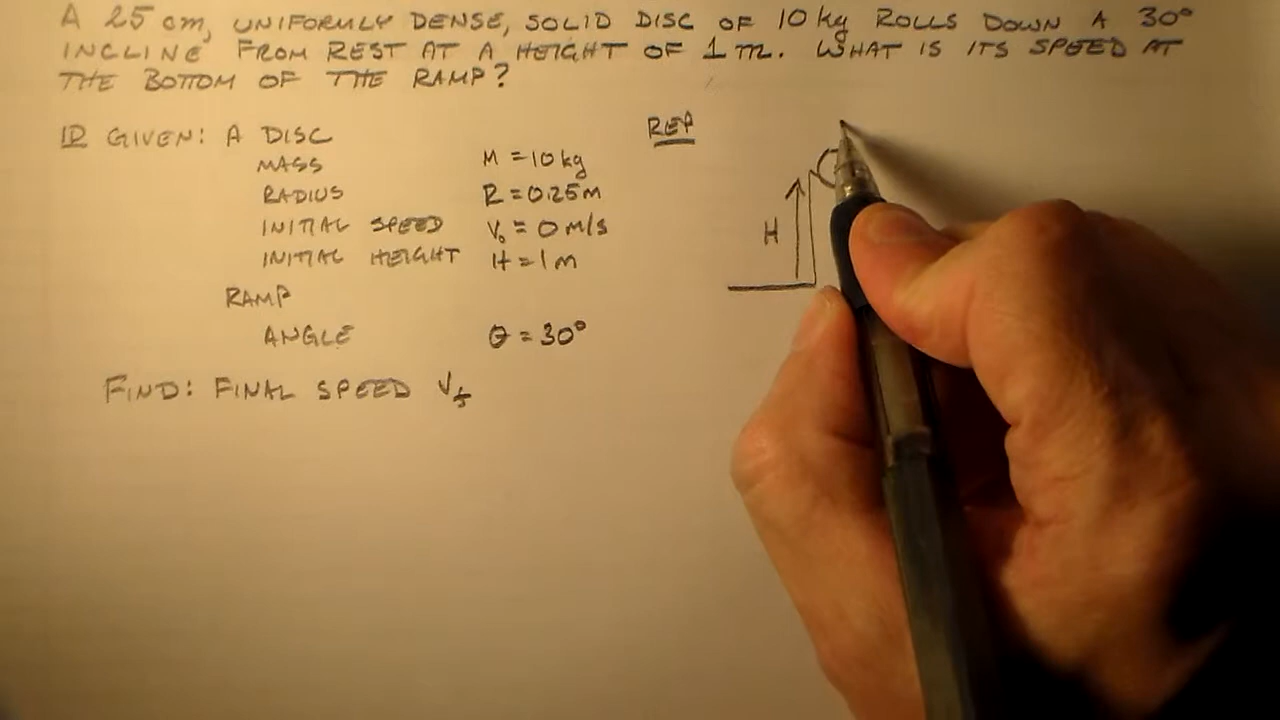 A 25 cm, UNIFORMLY DENSE, SOLID DISC OF 10 kg ROLLS DOWN A 30°
INCLINE FROM REST AT A HEIGHT OF 1 m. WHAT IS ITS SPEED AT
THE BOTTOM OF THE RAMP?
ID GIVEN: A DISC
MASS M = 10 kg
RADIUS R = 0.25 M
INITIAL SPEED V₀ = 0 M/S
INITIAL HEIGHT H = 1 m
RAMP
ANGLE θ = 30°
FIND: FINAL SPEED Vf
REP
H